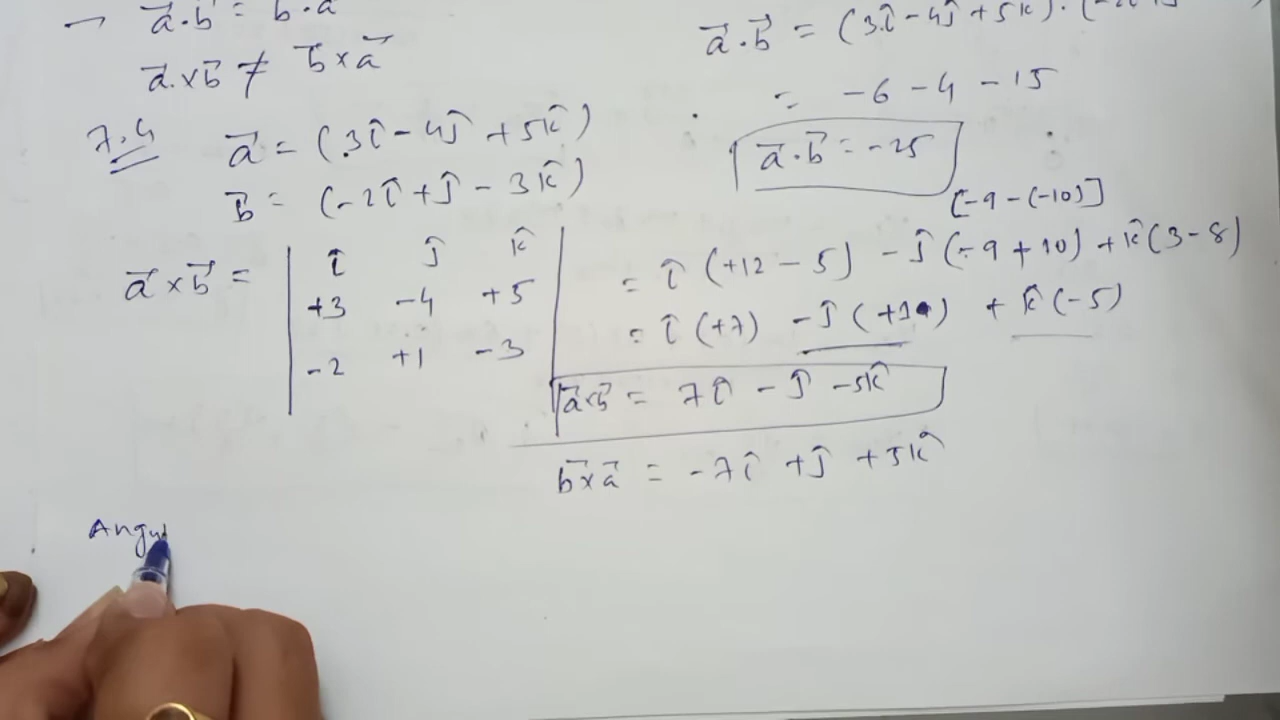 → a⃗.b⃗ = b⃗.a⃗
a⃗.×b⃗ ≠ b⃗×a⃗
7.4
a⃗ = (3î - 4ĵ + 5k̂)
b⃗ = (-2î + ĵ - 3k̂)
a⃗×b⃗ = | î ĵ k̂ |
+3 -4 +5
-2 +1 -3
a⃗.b⃗ = (3î - 4ĵ + 5k̂).(-2î
= -6 - 4 - 15
a⃗.b⃗ = -25
[-9 - (-10)]
= î (+12 - 5) - ĵ (-9 + 10) + k̂ (3 - 8)
= î (+7) - ĵ (+1) + k̂ (-5)
a⃗×b⃗ = 7î - ĵ - 5k̂
b⃗×a⃗ = -7î + ĵ + 5k̂
Angu